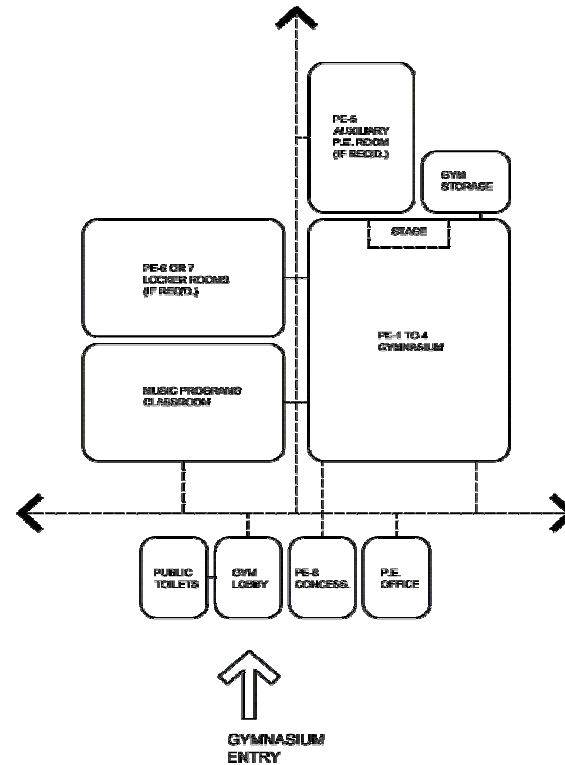 PE-5
AUXILIARY
P.E. ROOM
(IF REQ'D.)
GYM
STORAGE
STAGE
PE-6 OR 7
LOCKER ROOMS
(IF REQ'D.)
PE-1 TO 4
GYMNASIUM
MUSIC PROGRAMS
CLASSROOM
PUBLIC
TOILETS
GYM
LOBBY
PE-8
CONCESS.
P.E.
OFFICE
GYMNASIUM
ENTRY